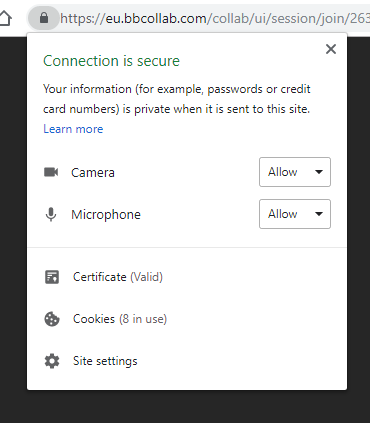 https://eu.bbcollab.com/collab/ui/session/join/263
Connection is secure
Your information (for example, passwords or credit
card numbers) is private when it is sent to this site.
Learn more
Camera Allow
Microphone Allow
Certificate (Valid)
Cookies (8 in use)
Site settings